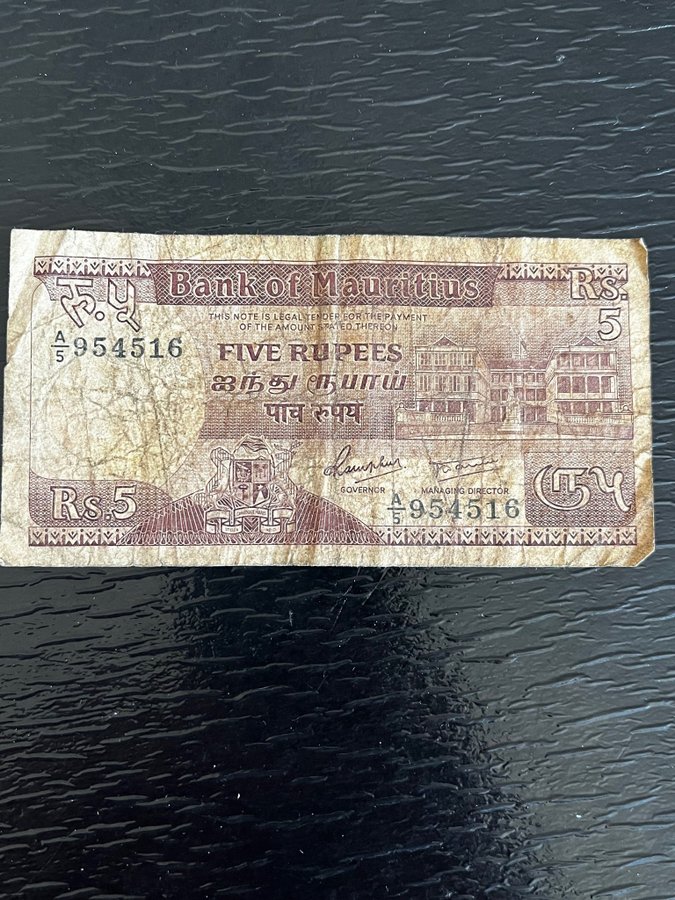 Bank of Mauritius
Rs.
5
रु.५
THIS NOTE IS LEGAL TENDER FOR THE PAYMENT
OF THE AMOUNT STATED THEREON
A/5 954516
FIVE RUPEES
ஐந்து ரூபாய்
पाच रुपय
GOVERNOR
MANAGING DIRECTOR
Rs.5
A/5 954516